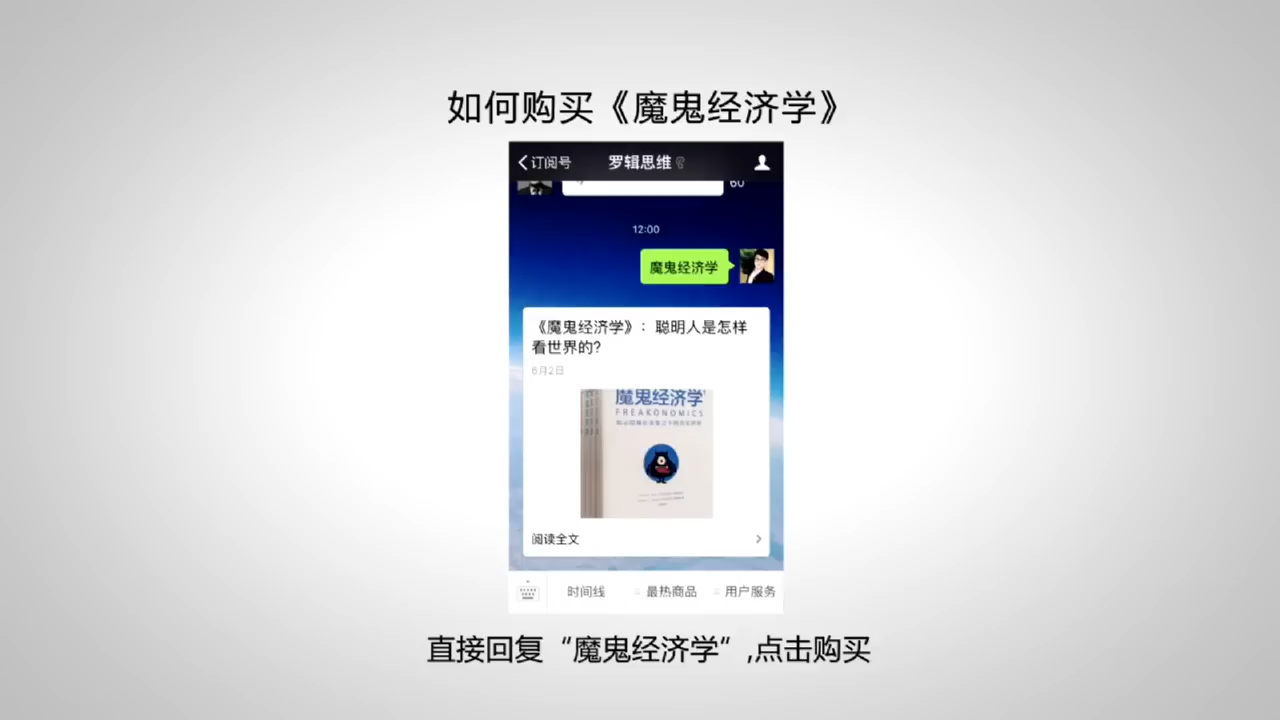 如何购买《魔鬼经济学》
订阅号
罗辑思维
60
12:00
魔鬼经济学
《魔鬼经济学》：聪明人是怎样
看世界的?
6月2日
魔鬼经济学
FREAKONOMICS
阅读全文
时间线
最热商品
用户服务
直接回复“魔鬼经济学”,点击购买